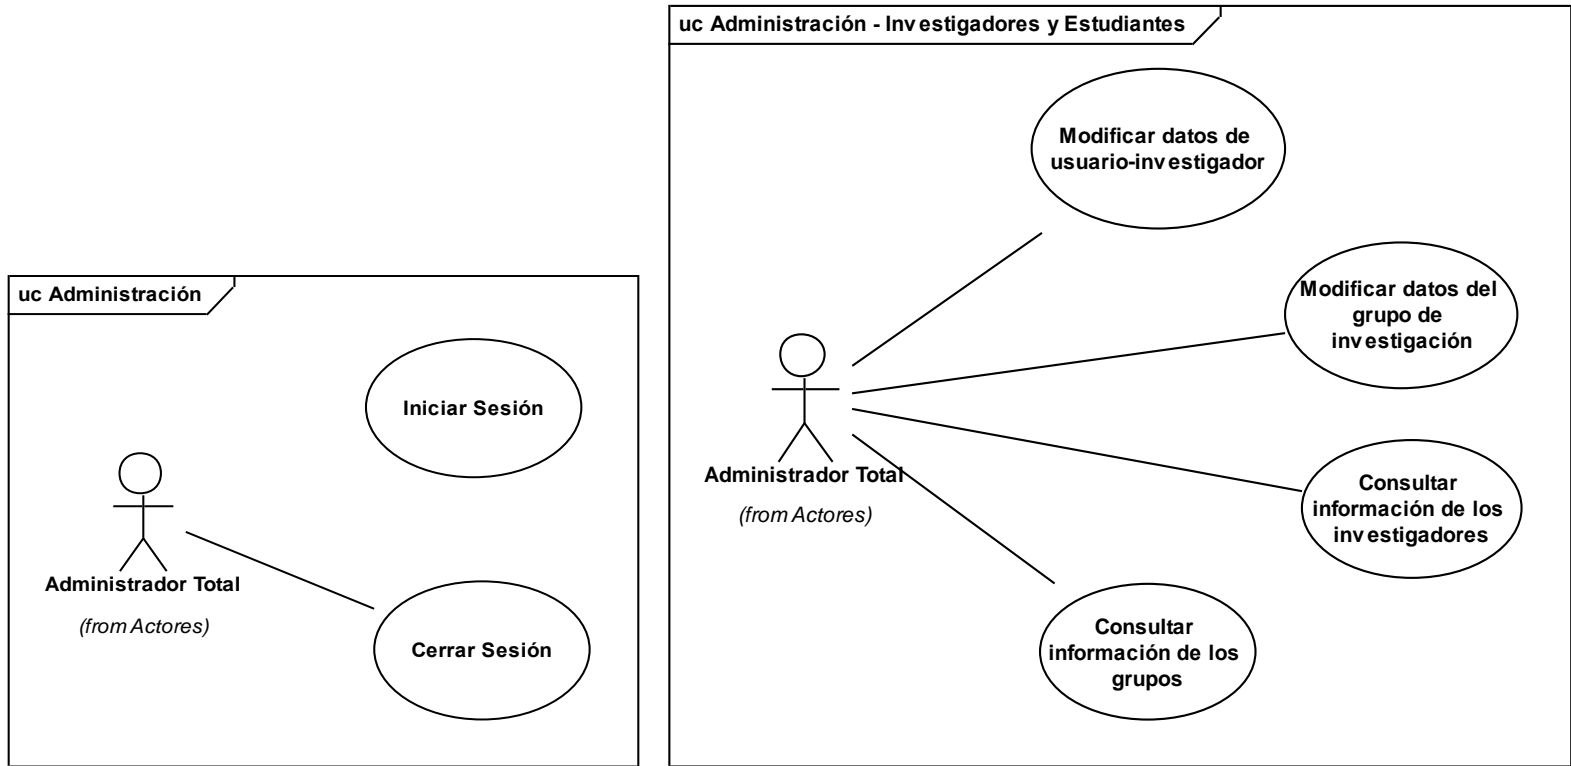 uc Administración
Iniciar Sesión
Administrador Total
(from Actores)
Cerrar Sesión
uc Administración - Investigadores y Estudiantes
Modificar datos de
usuario-investigador
Modificar datos del
grupo de
investigación
Administrador Total
(from Actores)
Consultar
información de los
investigadores
Consultar
información de los
grupos